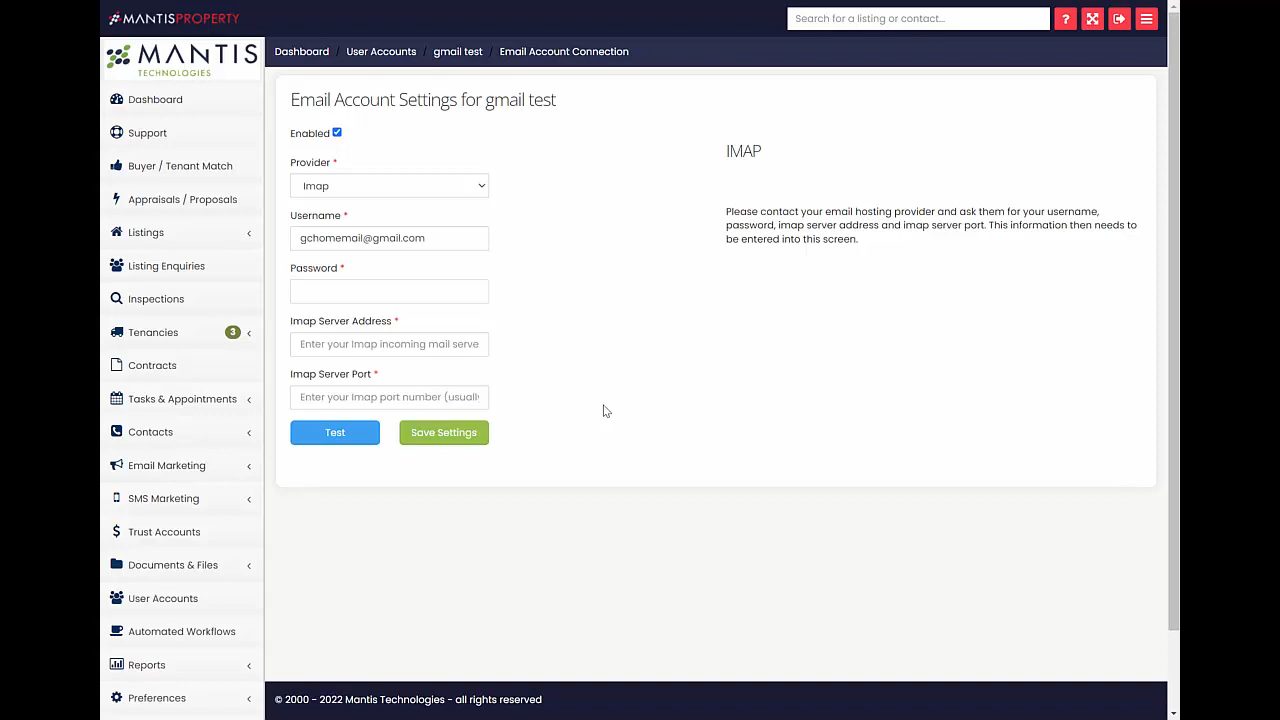 MANTISPROPERTY
Search for a listing or contact...
?
MANTIS
TECHNOLOGIES
Dashboard / User Accounts / gmail test / Email Account Connection
Dashboard
Support
Buyer / Tenant Match
Appraisals / Proposals
Listings
Listing Enquiries
Inspections
Tenancies 3
Contracts
Tasks & Appointments
Contacts
Email Marketing
SMS Marketing
Trust Accounts
Documents & Files
User Accounts
Automated Workflows
Reports
Preferences
Email Account Settings for gmail test
Enabled
Provider *
Imap
Username *
gchomemail@gmail.com
Password *
Imap Server Address *
Enter your Imap incoming mail serve
Imap Server Port *
Enter your Imap port number (usuall
Test
Save Settings
IMAP
Please contact your email hosting provider and ask them for your username,
password, imap server address and imap server port. This information then needs to
be entered into this screen.
© 2000 - 2022 Mantis Technologies - all rights reserved